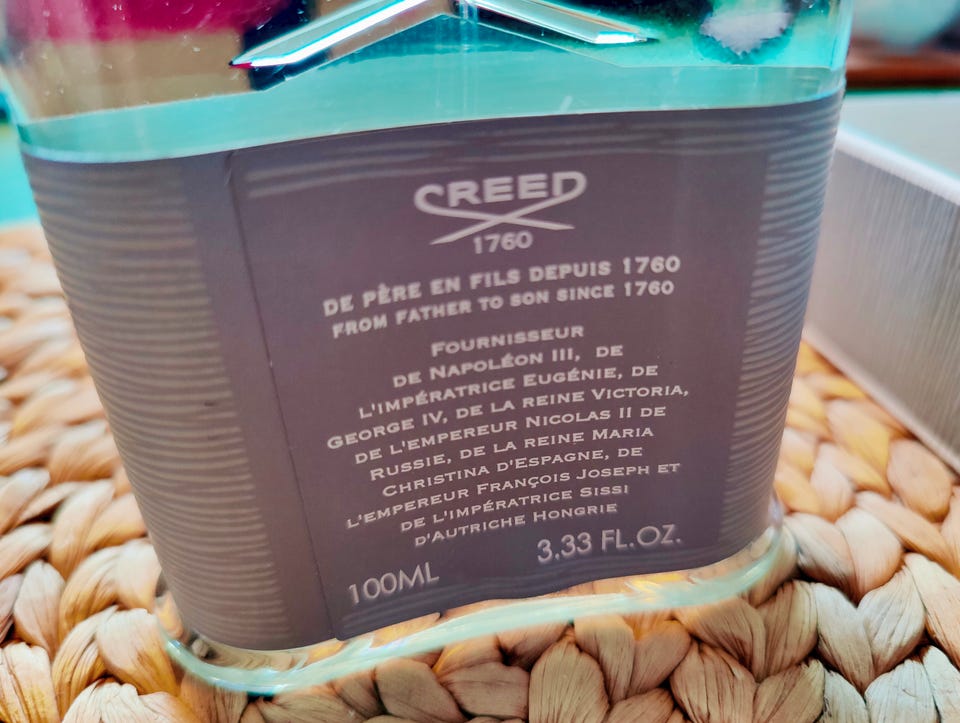 CREED
1760
DE PÈRE EN FILS DEPUIS 1760
FROM FATHER TO SON SINCE 1760
FOURNISSEUR
DE NAPOLÉON III, DE
L'IMPÉRATRICE EUGÉNIE, DE
GEORGE IV, DE LA REINE VICTORIA,
DE L'EMPEREUR NICOLAS II DE
RUSSIE, DE LA REINE MARIA
CHRISTINA D'ESPAGNE, DE
L'EMPEREUR FRANÇOIS JOSEPH ET
DE L'IMPÉRATRICE SISSI
D'AUTRICHE HONGRIE
100ML 3.33 FL.OZ.